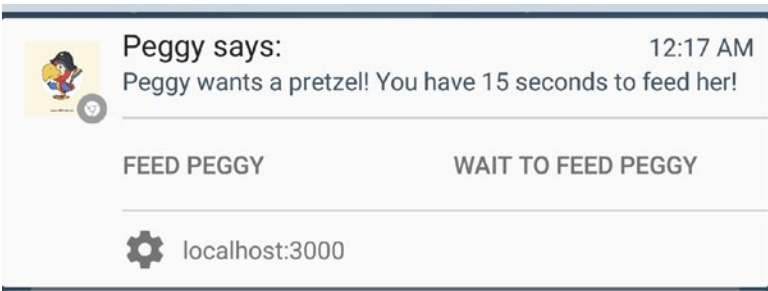 Peggy says: 12:17 AM
Peggy wants a pretzel! You have 15 seconds to feed her!
FEED PEGGY WAIT TO FEED PEGGY
localhost:3000